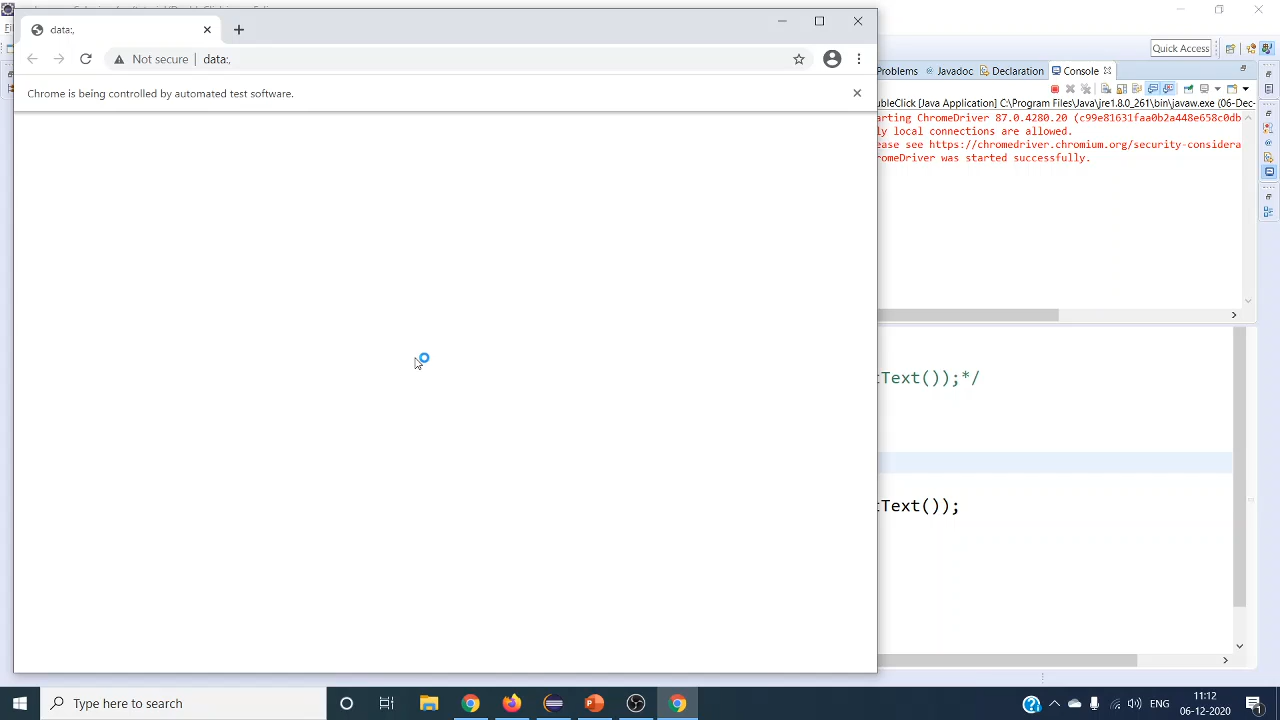 data:,
Not secure
data:,
Chrome is being controlled by automated test software.
Quick Access
Problems
Javadoc
Declaration
Console
ubleClick [Java Application] C:\Program Files\Java\jre1.8.0_261\bin\javaw.exe (06-Dec-
arting ChromeDriver 87.0.4280.20 (c99e81631faa0b2a448e658c0db
ly local connections are allowed.
ease see https://chromedriver.chromium.org/security-considera
romeDriver was started successfully.
tText());*/
tText());
Type here to search
ENG
11:12
06-12-2020
1